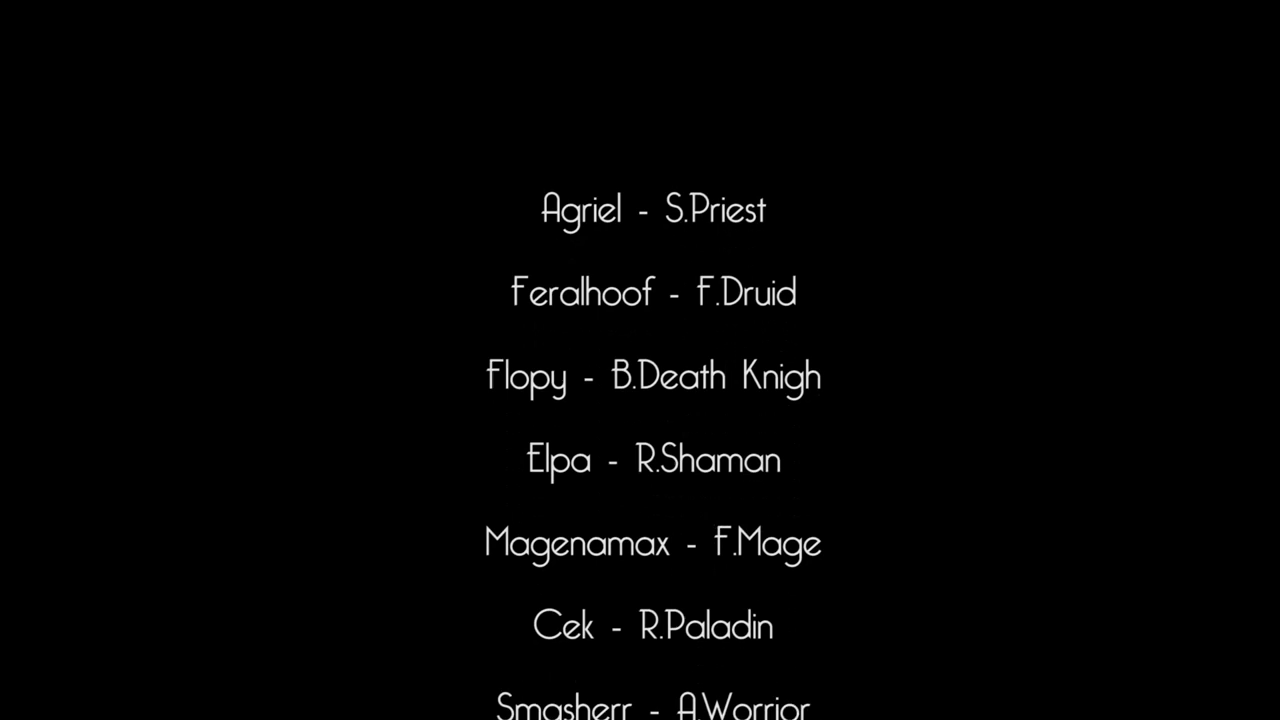 Agriel - S.Priest
Feralhoof - F.Druid
Flopy - B.Death Knigh
Elpa - R.Shaman
Magenamax - F.Mage
Cek - R.Paladin
Smasherr - A.Worrior